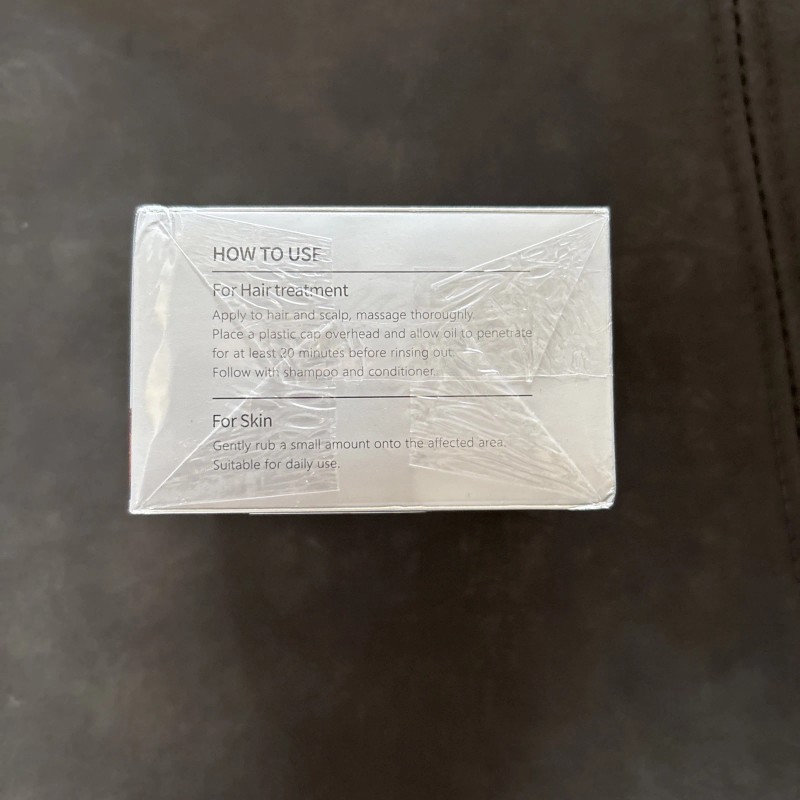 HOW TO USE
For Hair treatment
Apply to hair and scalp, massage thoroughly.
Place a plastic cap overhead and allow oil to penetrate
for at least 20 minutes before rinsing out.
Follow with shampoo and conditioner.
For Skin
Gently rub a small amount onto the affected area.
Suitable for daily use.